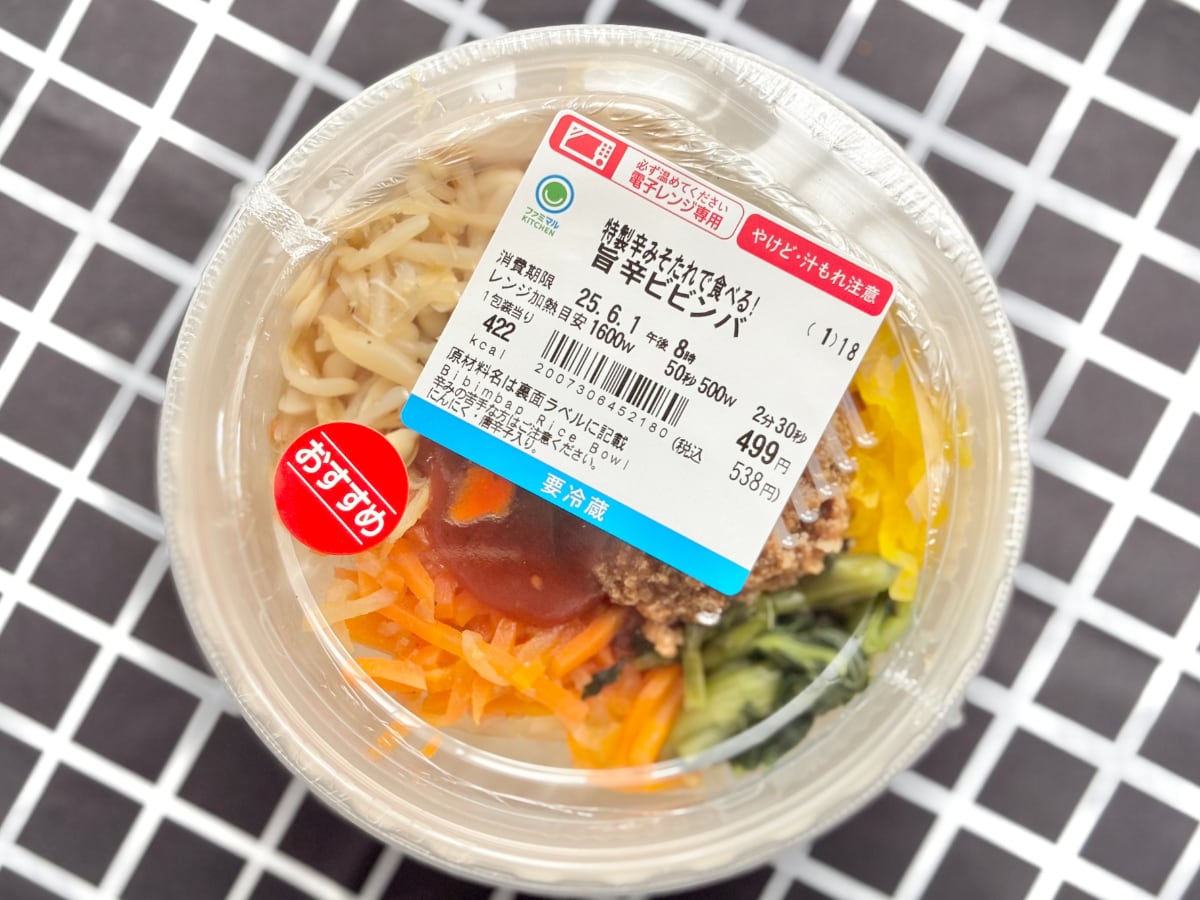 必ず温めてください
電子レンジ専用
やけど・汁もれ注意
ファミマル
KITCHEN
特製辛みそたれで食べる!
旨辛ビビンバ
(1)18
消費期限 25.6.1 午後8時
レンジ加熱目安1600w 50秒 500w 2分30秒
1包装当り
422
kcal
2007306452180
499円
(税込 538円)
原材料名は裏面ラベルに記載
Bibimbap Rice Bowl
辛みの苦手な方はご注意ください。
にんにく・唐辛子入り。
要冷蔵
おすすめ